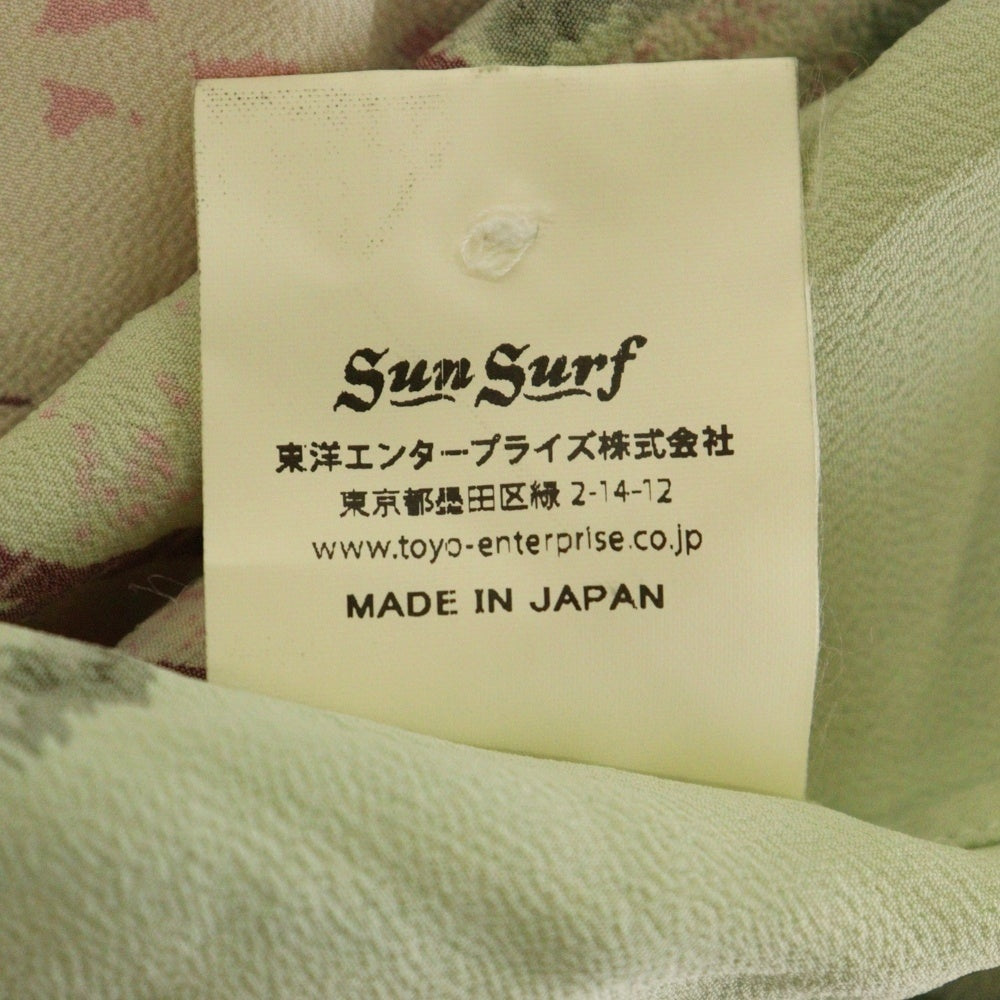 Sun Surf
東洋エンタープライズ株式会社
東京都墨田区緑 2-14-12
www.toyo-enterprise.co.jp
MADE IN JAPAN